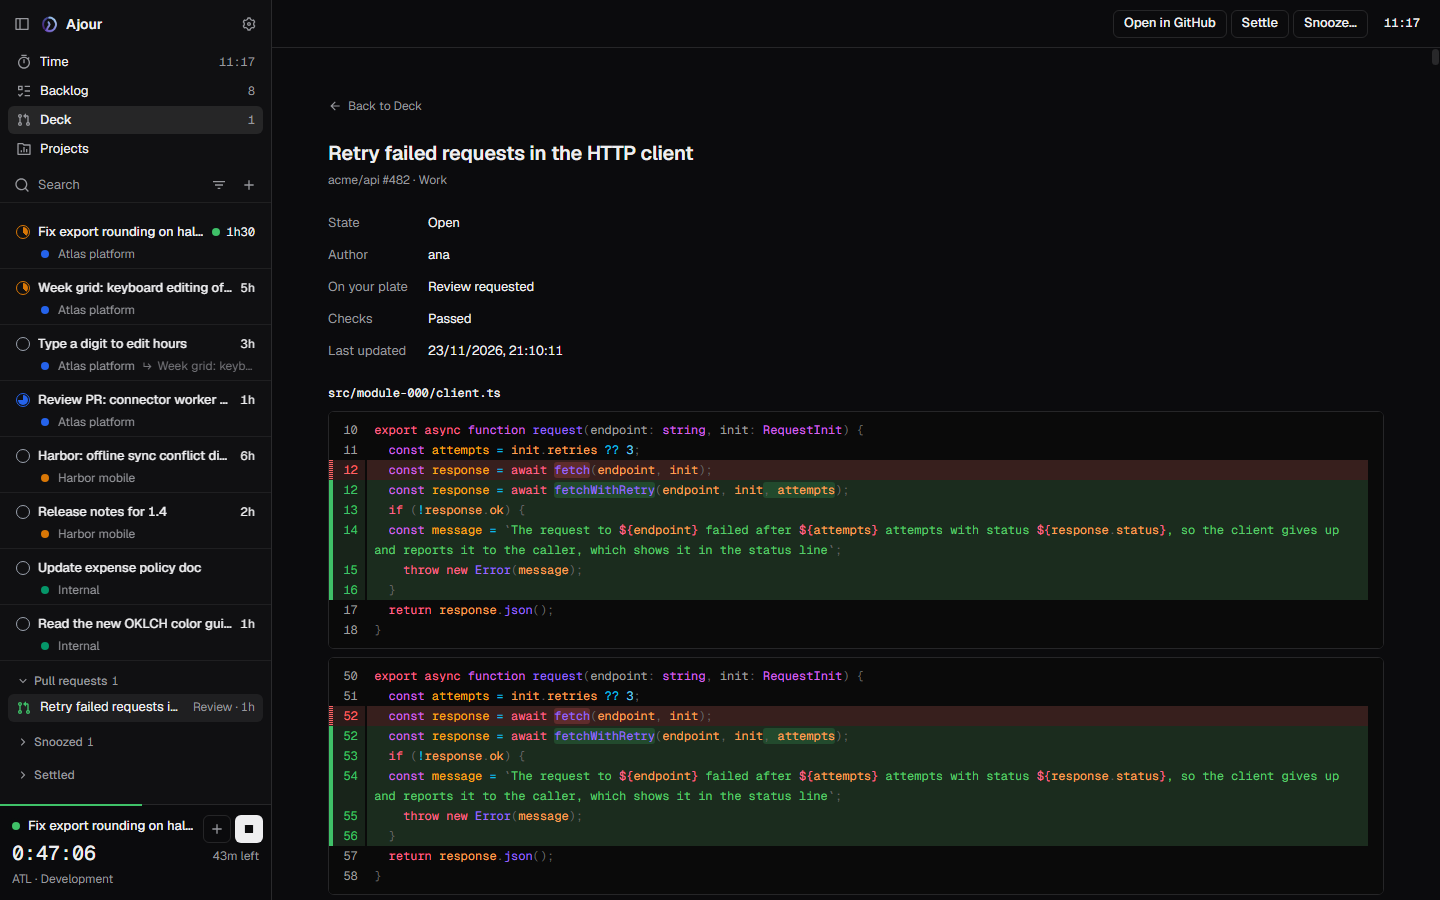 Ajour
Time 11:17
Backlog 8
Deck 1
Projects
Search
Fix export rounding on hal... 1h30
Atlas platform
Week grid: keyboard editing of... 5h
Atlas platform
Type a digit to edit hours 3h
Atlas platform ↳ Week grid: keyb...
Review PR: connector worker ... 1h
Atlas platform
Harbor: offline sync conflict di... 6h
Harbor mobile
Release notes for 1.4 2h
Harbor mobile
Update expense policy doc
Internal
Read the new OKLCH color gui... 1h
Internal
Pull requests 1
Retry failed requests i... Review · 1h
Snoozed 1
Settled
Fix export rounding on hal...
0:47:06 43m left
ATL · Development
Open in GitHub Settle Snooze... 11:17
← Back to Deck
Retry failed requests in the HTTP client
acme/api #482 · Work
State Open
Author ana
On your plate Review requested
Checks Passed
Last updated 23/11/2026, 21:10:11
src/module-000/client.ts
10 export async function request(endpoint: string, init: RequestInit) {
11 const attempts = init.retries ?? 3;
12 const response = await fetch(endpoint, init);
12 const response = await fetchWithRetry(endpoint, init, attempts);
13 if (!response.ok) {
14 const message = `The request to ${endpoint} failed after ${attempts} attempts with status ${response.status}, so the client gives up
and reports it to the caller, which shows it in the status line`;
15 throw new Error(message);
16 }
17 return response.json();
18 }
50 export async function request(endpoint: string, init: RequestInit) {
51 const attempts = init.retries ?? 3;
52 const response = await fetch(endpoint, init);
52 const response = await fetchWithRetry(endpoint, init, attempts);
53 if (!response.ok) {
54 const message = `The request to ${endpoint} failed after ${attempts} attempts with status ${response.status}, so the client gives up
and reports it to the caller, which shows it in the status line`;
55 throw new Error(message);
56 }
57 return response.json();
58 }